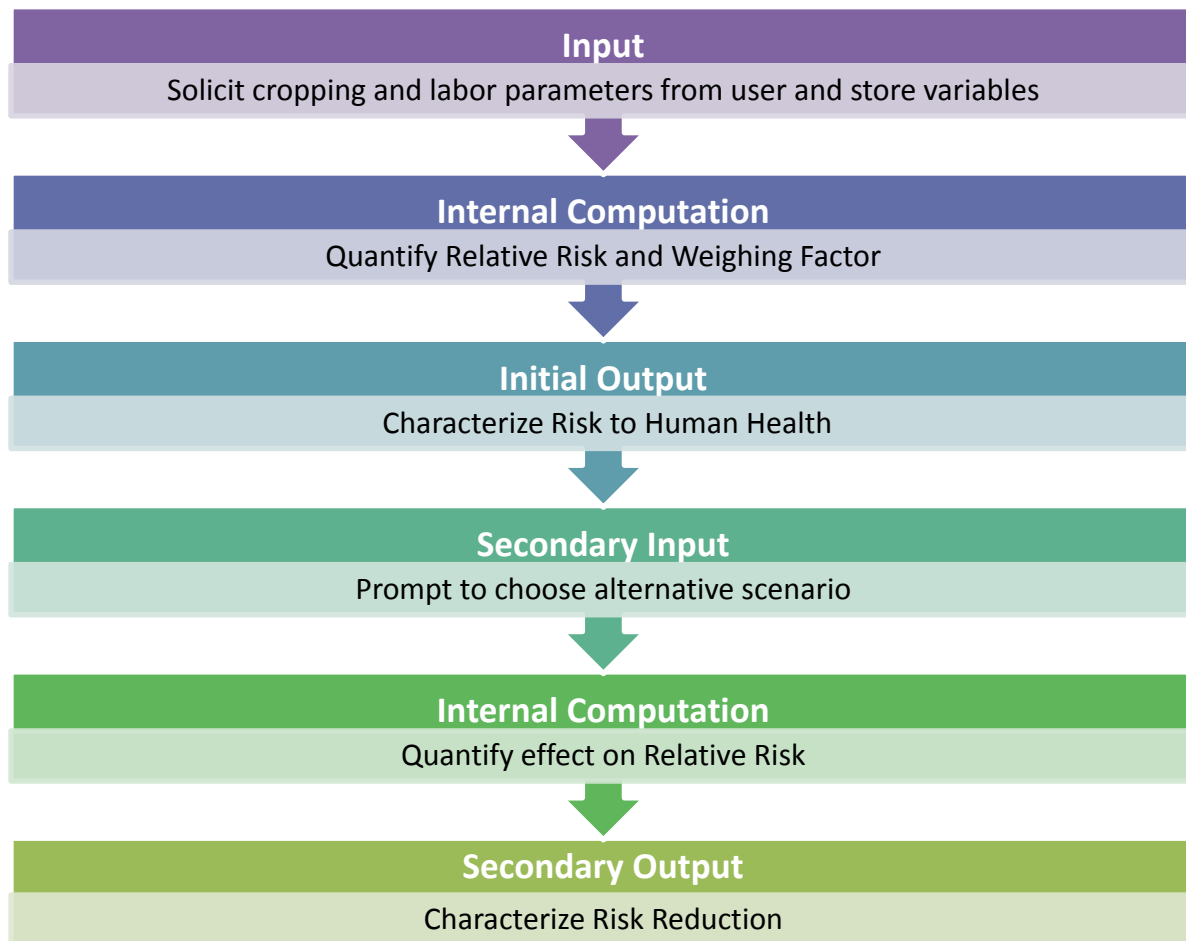 Input
Solicit cropping and labor parameters from user and store variables
Internal Computation
Quantify Relative Risk and Weighing Factor
Initial Output
Characterize Risk to Human Health
Secondary Input
Prompt to choose alternative scenario
Internal Computation
Quantify effect on Relative Risk
Secondary Output
Characterize Risk Reduction